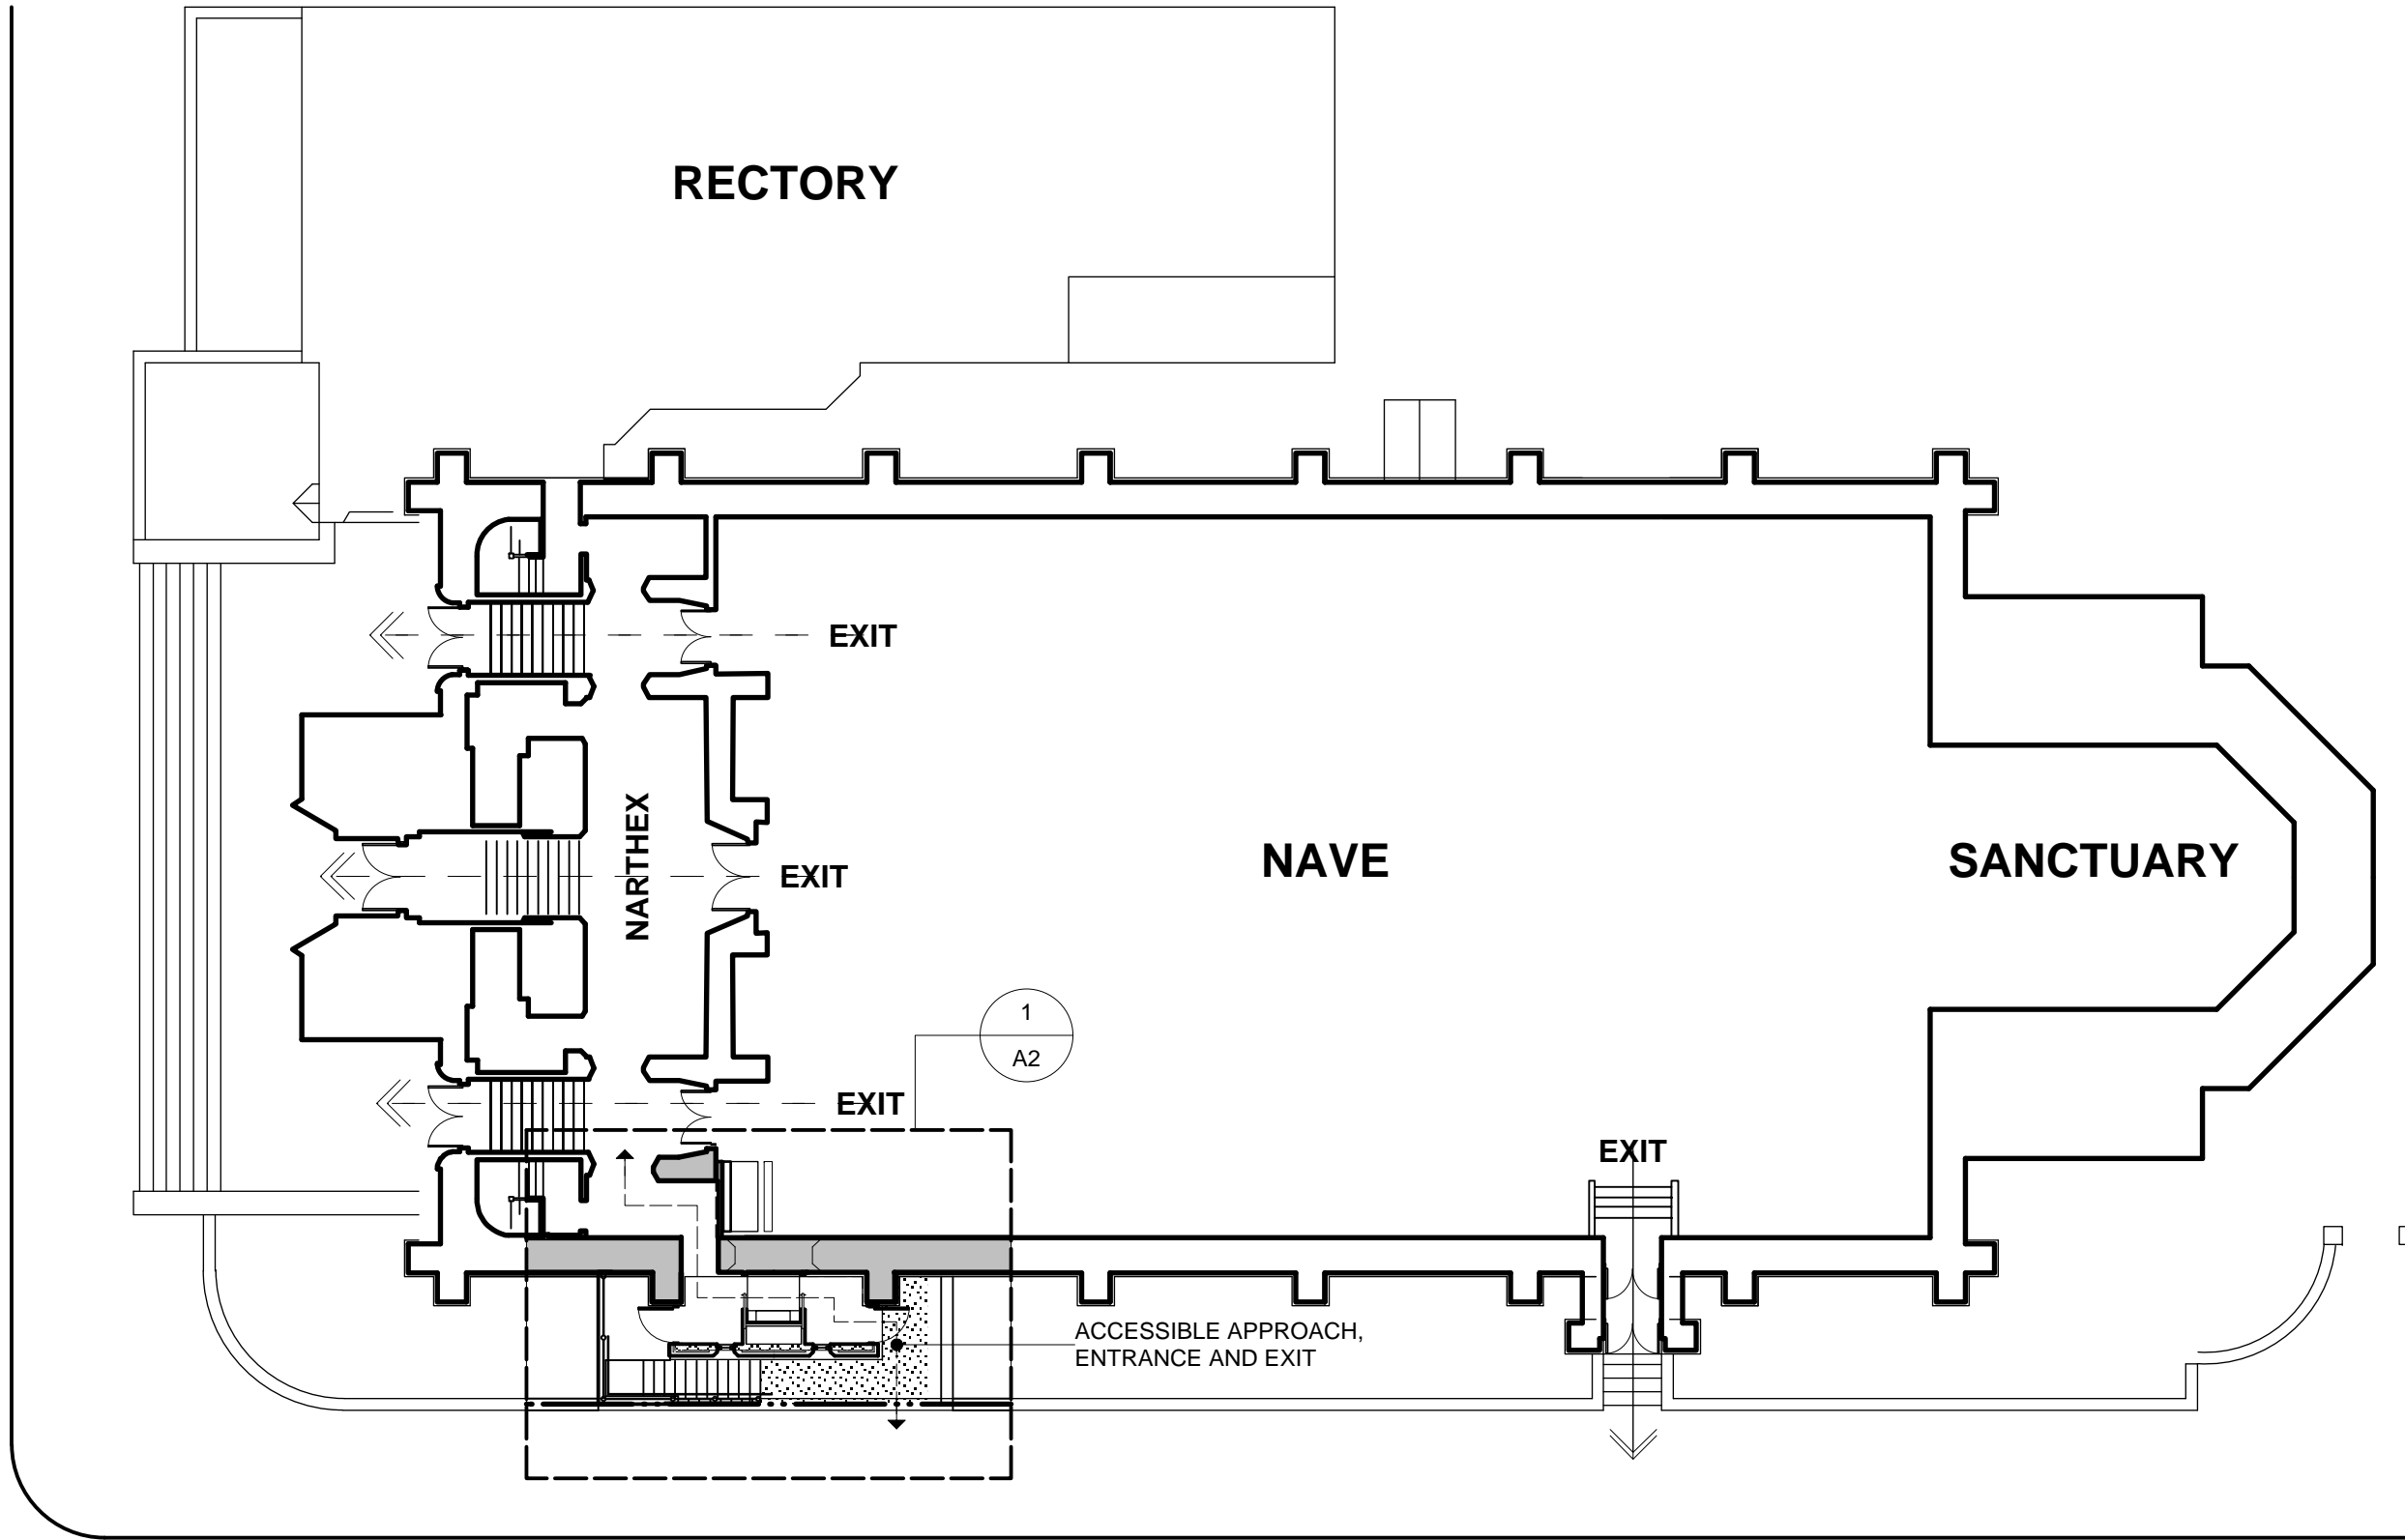 RECTORY
EXIT
NARTHEX
EXIT
NAVE
SANCTUARY
1
A2
EXIT
EXIT
ACCESSIBLE APPROACH,
ENTRANCE AND EXIT